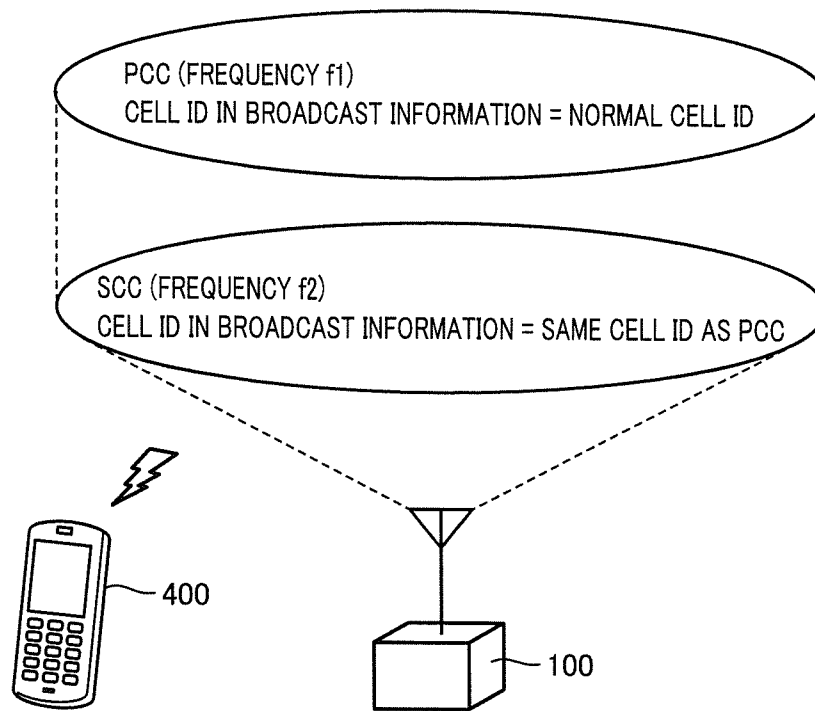 PCC (FREQUENCY f1)
CELL ID IN BROADCAST INFORMATION = NORMAL CELL ID
SCC (FREQUENCY f2)
CELL ID IN BROADCAST INFORMATION = SAME CELL ID AS PCC
400
100